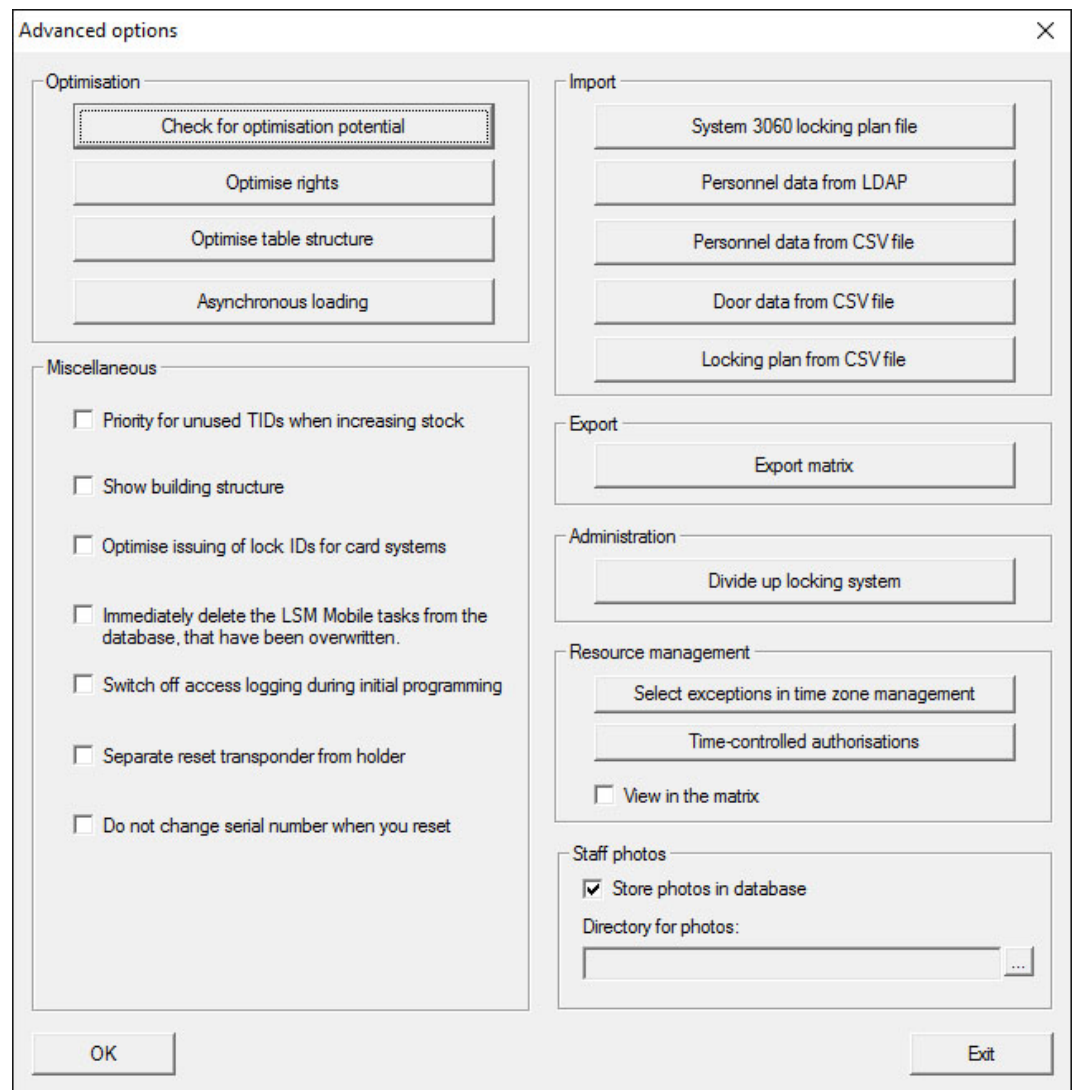 Advanced options
Optimisation
Check for optimisation potential
Optimise rights
Optimise table structure
Asynchronous loading
Miscellaneous
Priority for unused TIDs when increasing stock
Show building structure
Optimise issuing of lock IDs for card systems
Immediately delete the LSM Mobile tasks from the
database, that have been overwritten.
Switch off access logging during initial programming
Separate reset transponder from holder
Do not change serial number when you reset
Import
System 3060 locking plan file
Personnel data from LDAP
Personnel data from CSV file
Door data from CSV file
Locking plan from CSV file
Export
Export matrix
Administration
Divide up locking system
Resource management
Select exceptions in time zone management
Time-controlled authorisations
View in the matrix
Staff photos
Store photos in database
Directory for photos:
...
OK
Exit